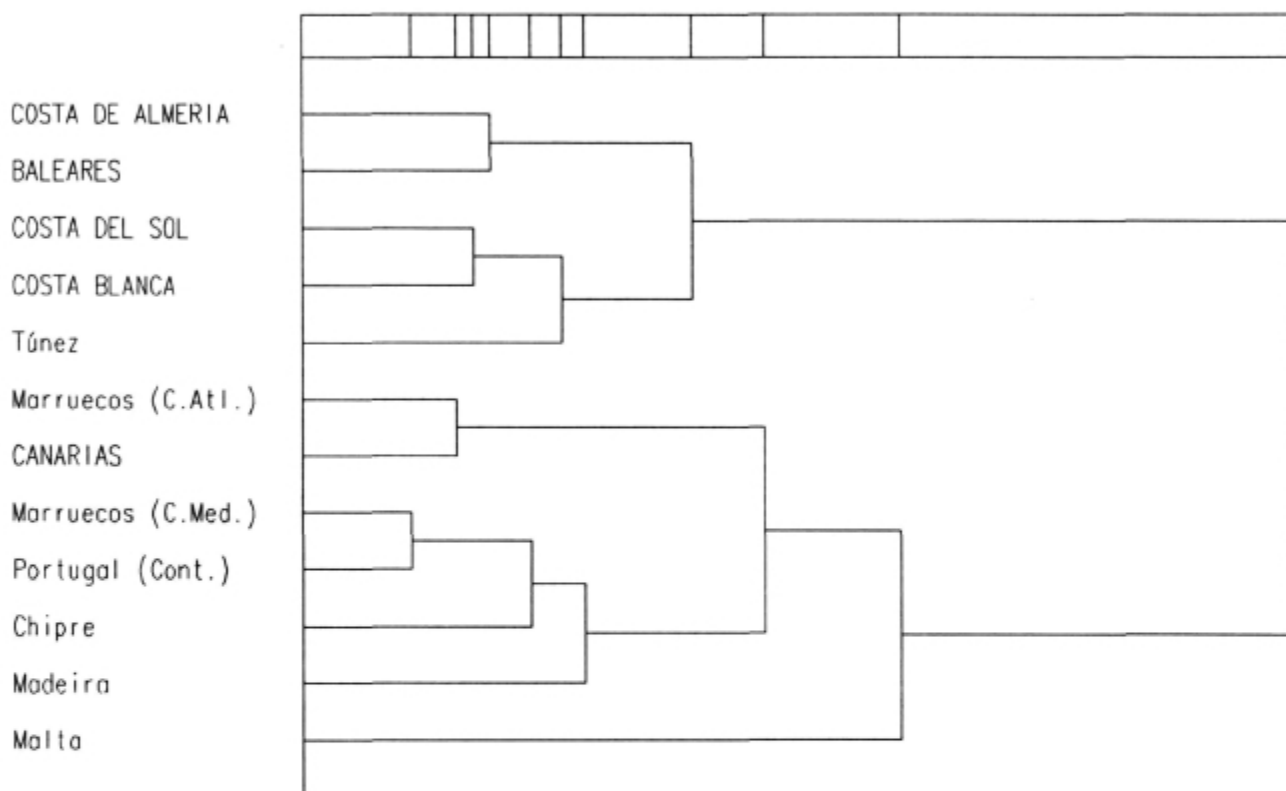 COSTA DE ALMERIA
BALEARES
COSTA DEL SOL
COSTA BLANCA
Túnez
Marruecos (C.Atl.)
CANARIAS
Marruecos (C.Med.)
Portugal (Cont.)
Chipre
Madeira
Malta